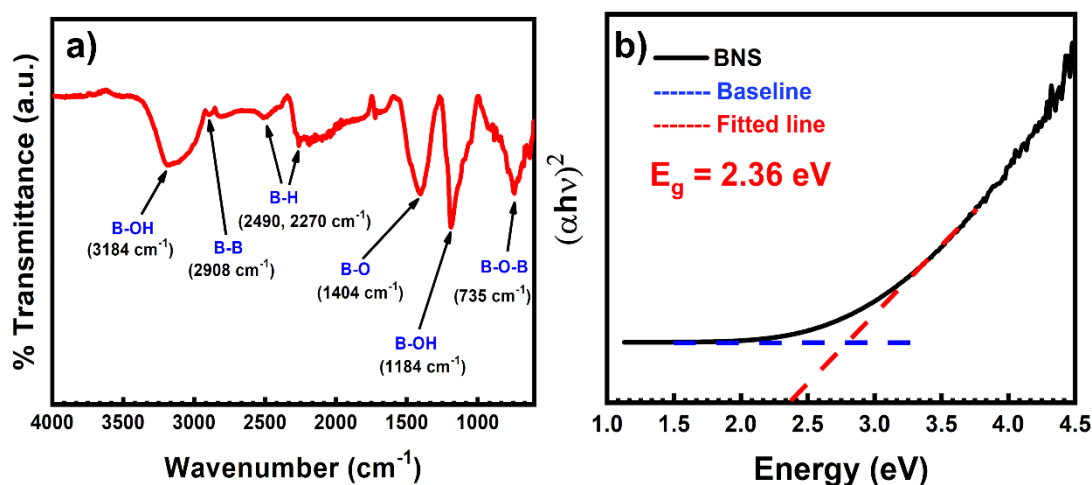 a)
% Transmittance (a.u.)
B-OH
(3184 cm⁻¹)
B-B
(2908 cm⁻¹)
B-H
(2490, 2270 cm⁻¹)
B-O
(1404 cm⁻¹)
B-OH
(1184 cm⁻¹)
B-O-B
(735 cm⁻¹)
4000 3500 3000 2500 2000 1500 1000
Wavenumber (cm⁻¹)
b)
BNS
Baseline
Fitted line
E_g = 2.36 eV
(αhν)²
1.0 1.5 2.0 2.5 3.0 3.5 4.0 4.5
Energy (eV)